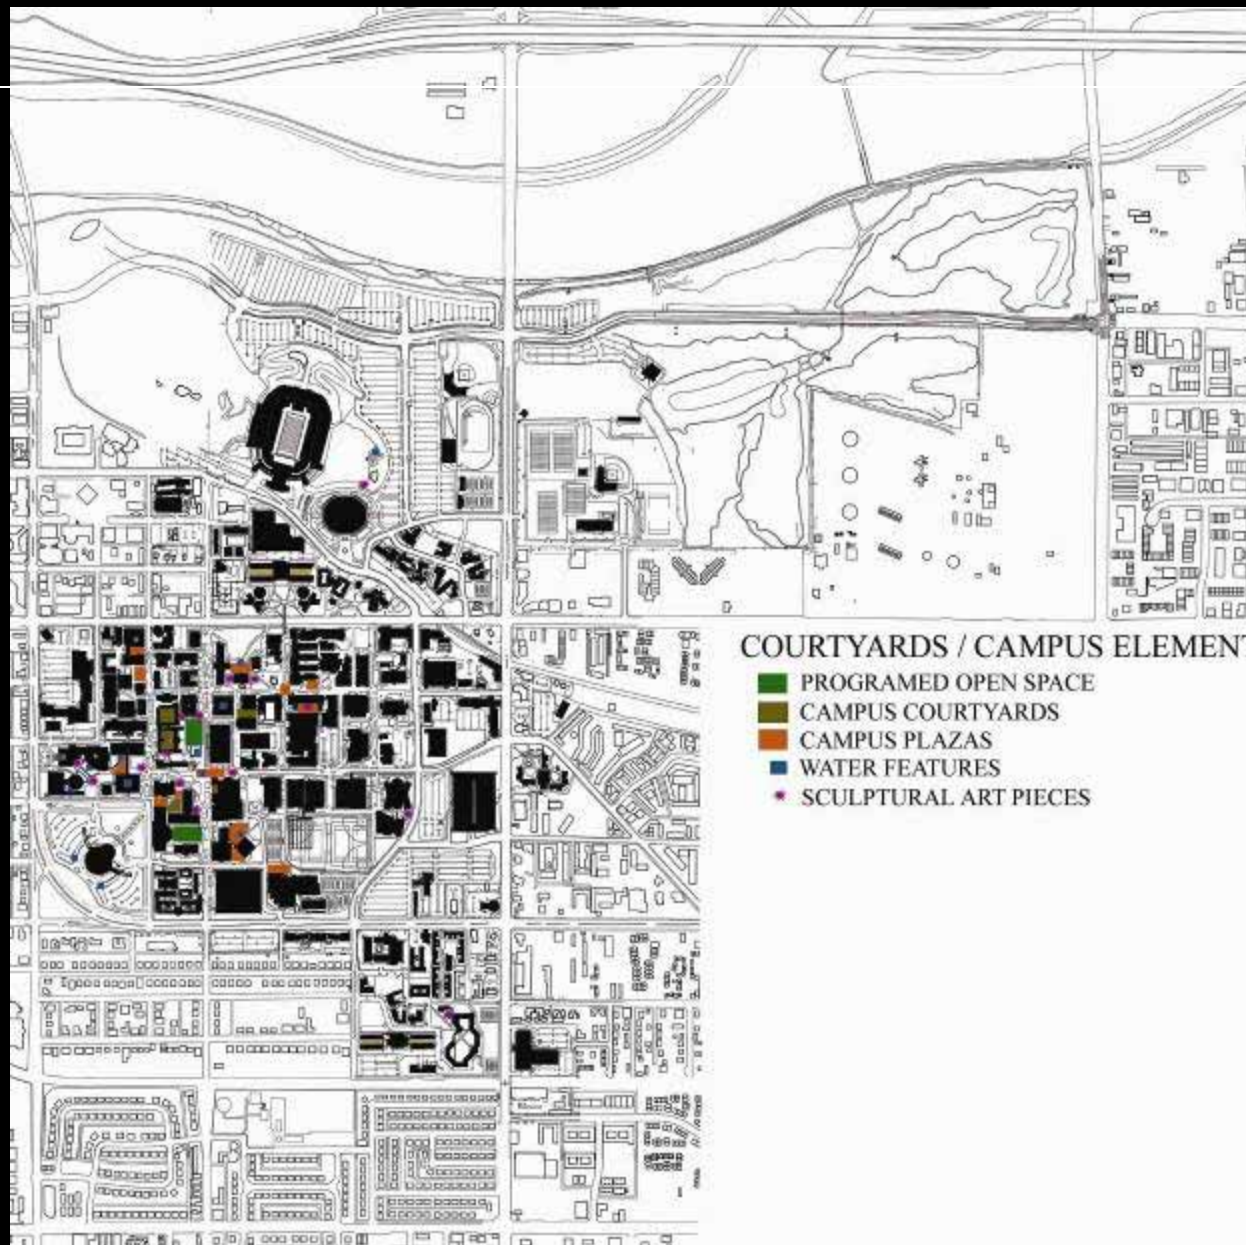 COURTYARDS / CAMPUS ELEMENT
PROGRAMED OPEN SPACE
CAMPUS COURTYARDS
CAMPUS PLAZAS
WATER FEATURES
SCULPTURAL ART PIECES